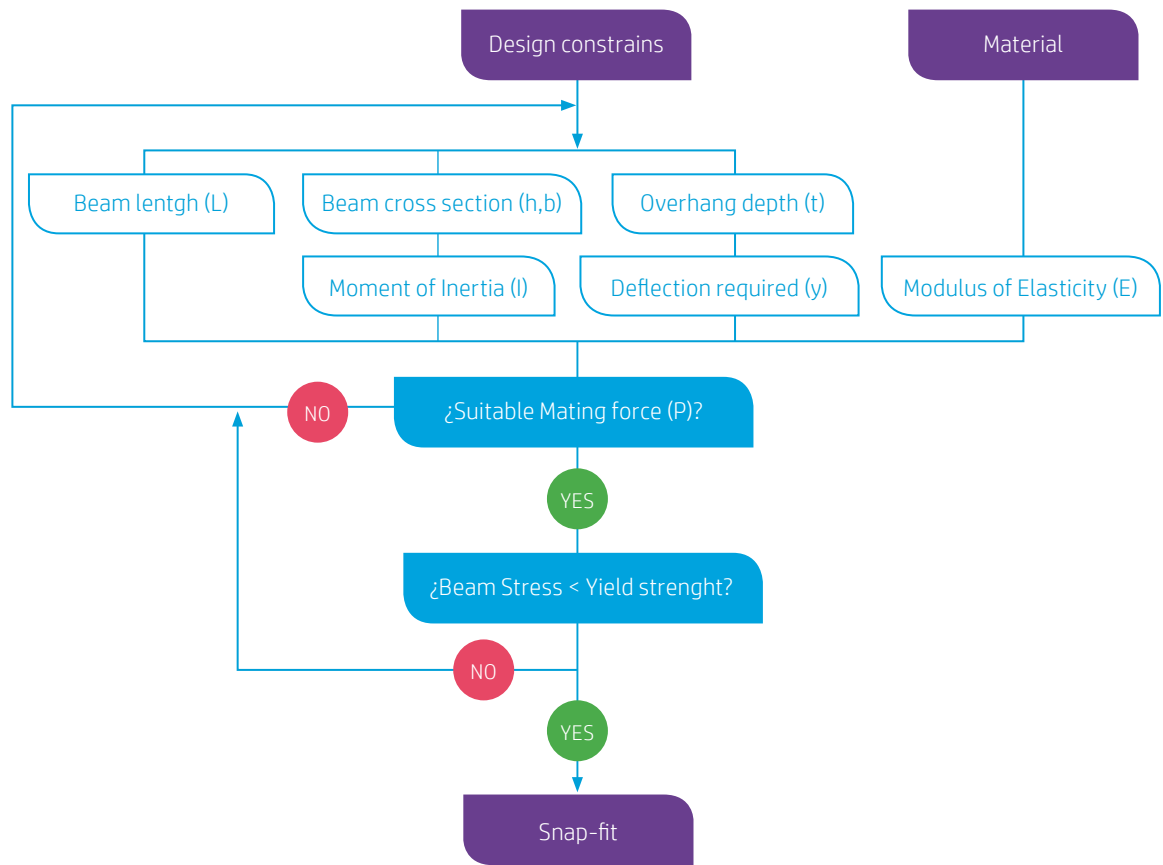 Design constrains
Material
Beam lentgh (L)
Beam cross section (h,b)
Overhang depth (t)
Moment of Inertia (I)
Deflection required (y)
Modulus of Elasticity (E)
NO
¿Suitable Mating force (P)?
YES
¿Beam Stress < Yield strenght?
NO
YES
Snap-fit